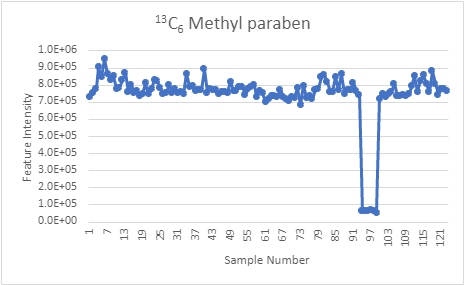 ¹³C₆ Methyl paraben
1.0E+06
9.0E+05
8.0E+05
7.0E+05
6.0E+05
5.0E+05
4.0E+05
3.0E+05
2.0E+05
1.0E+05
0.0E+00
Feature Intensity
1 7 13 19 25 31 37 43 49 55 61 67 73 79 85 91 97 103 109 115 121
Sample Number